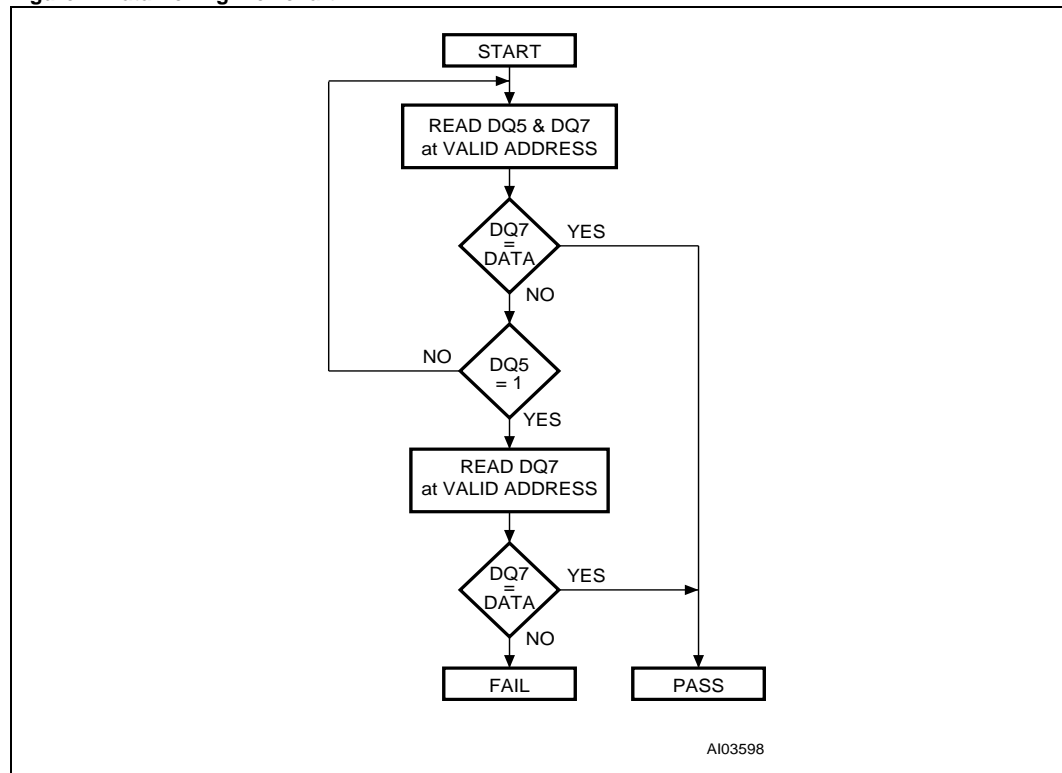 START
READ DQ5 & DQ7
at VALID ADDRESS
DQ7
=
DATA
YES
NO
DQ5
= 1
NO
YES
READ DQ7
at VALID ADDRESS
DQ7
=
DATA
YES
NO
FAIL
PASS
AI03598